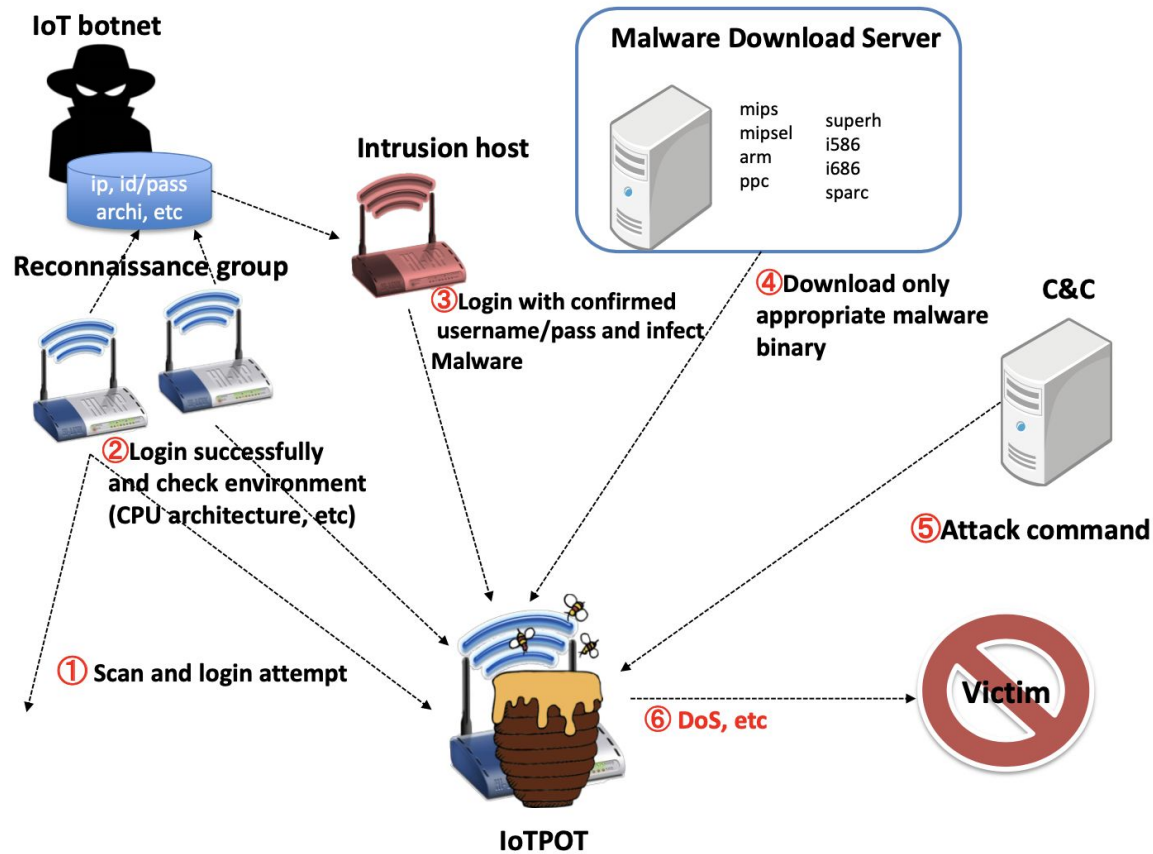 IoT botnet
ip, id/pass
archi, etc
Reconnaissance group
Intrusion host
Malware Download Server
mips
mipsel
arm
ppc
superh
i586
i686
sparc
C&C
① Scan and login attempt
②Login successfully
and check environment
(CPU architecture, etc)
③Login with confirmed
username/pass and infect
Malware
④Download only
appropriate malware
binary
⑤Attack command
⑥ DoS, etc
Victim
IoTPOT